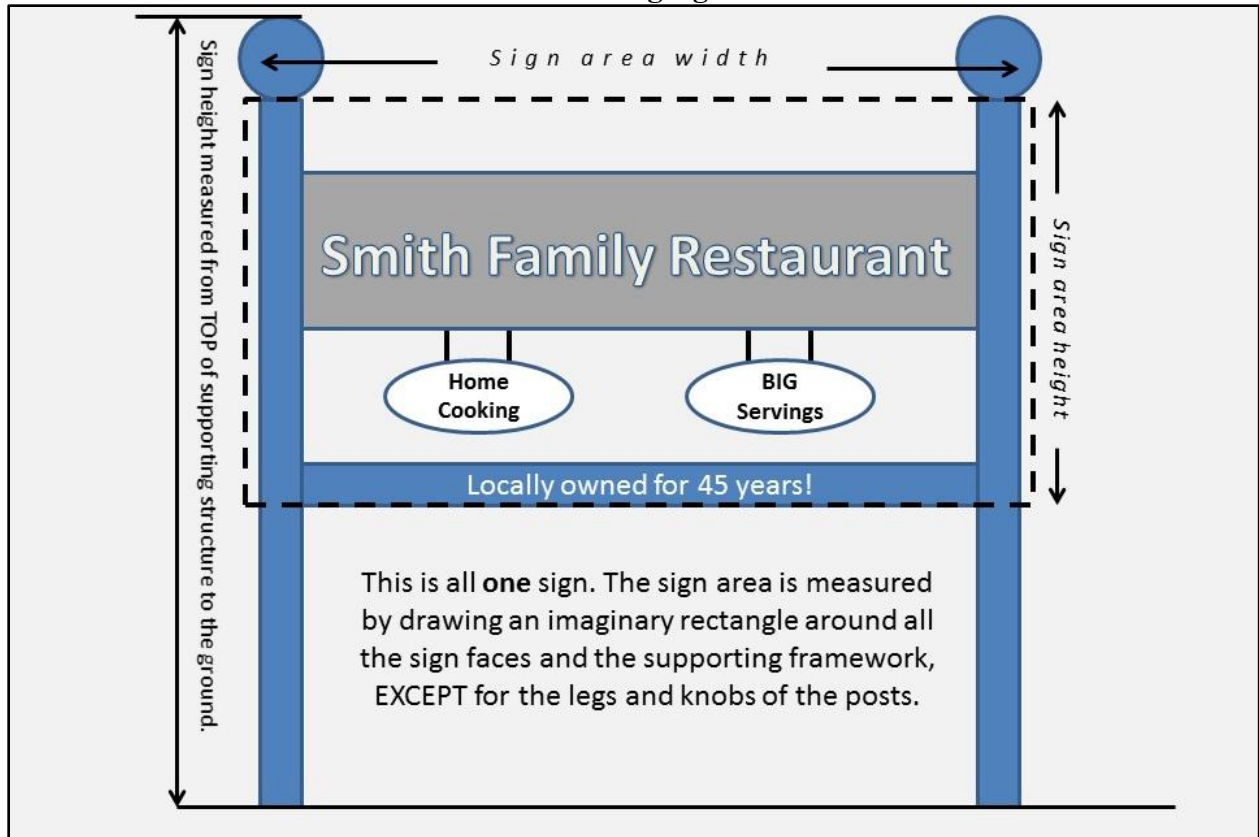 Sign area width
Sign height measured from TOP of supporting structure to the ground.
Smith Family Restaurant
Home
Cooking
BIG
Servings
Locally owned for 45 years!
Sign area height
This is all one sign. The sign area is measured
by drawing an imaginary rectangle around all
the sign faces and the supporting framework,
EXCEPT for the legs and knobs of the posts.